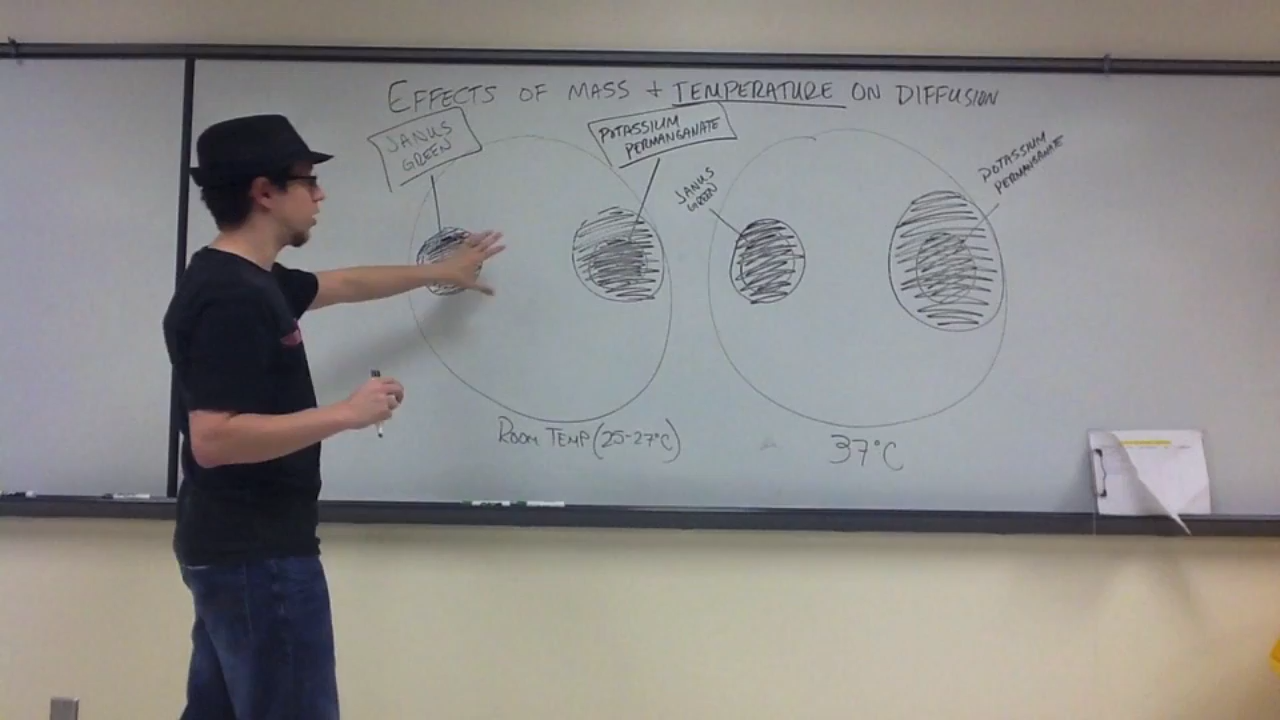 EFFECTS OF MASS + TEMPERATURE ON DIFFUSION
JANUS
GREEN
POTASSIUM
PERMANGANATE
JANUS
GREEN
POTASSIUM
PERMANGANATE
ROOM TEMP (25-27°C)
37°C